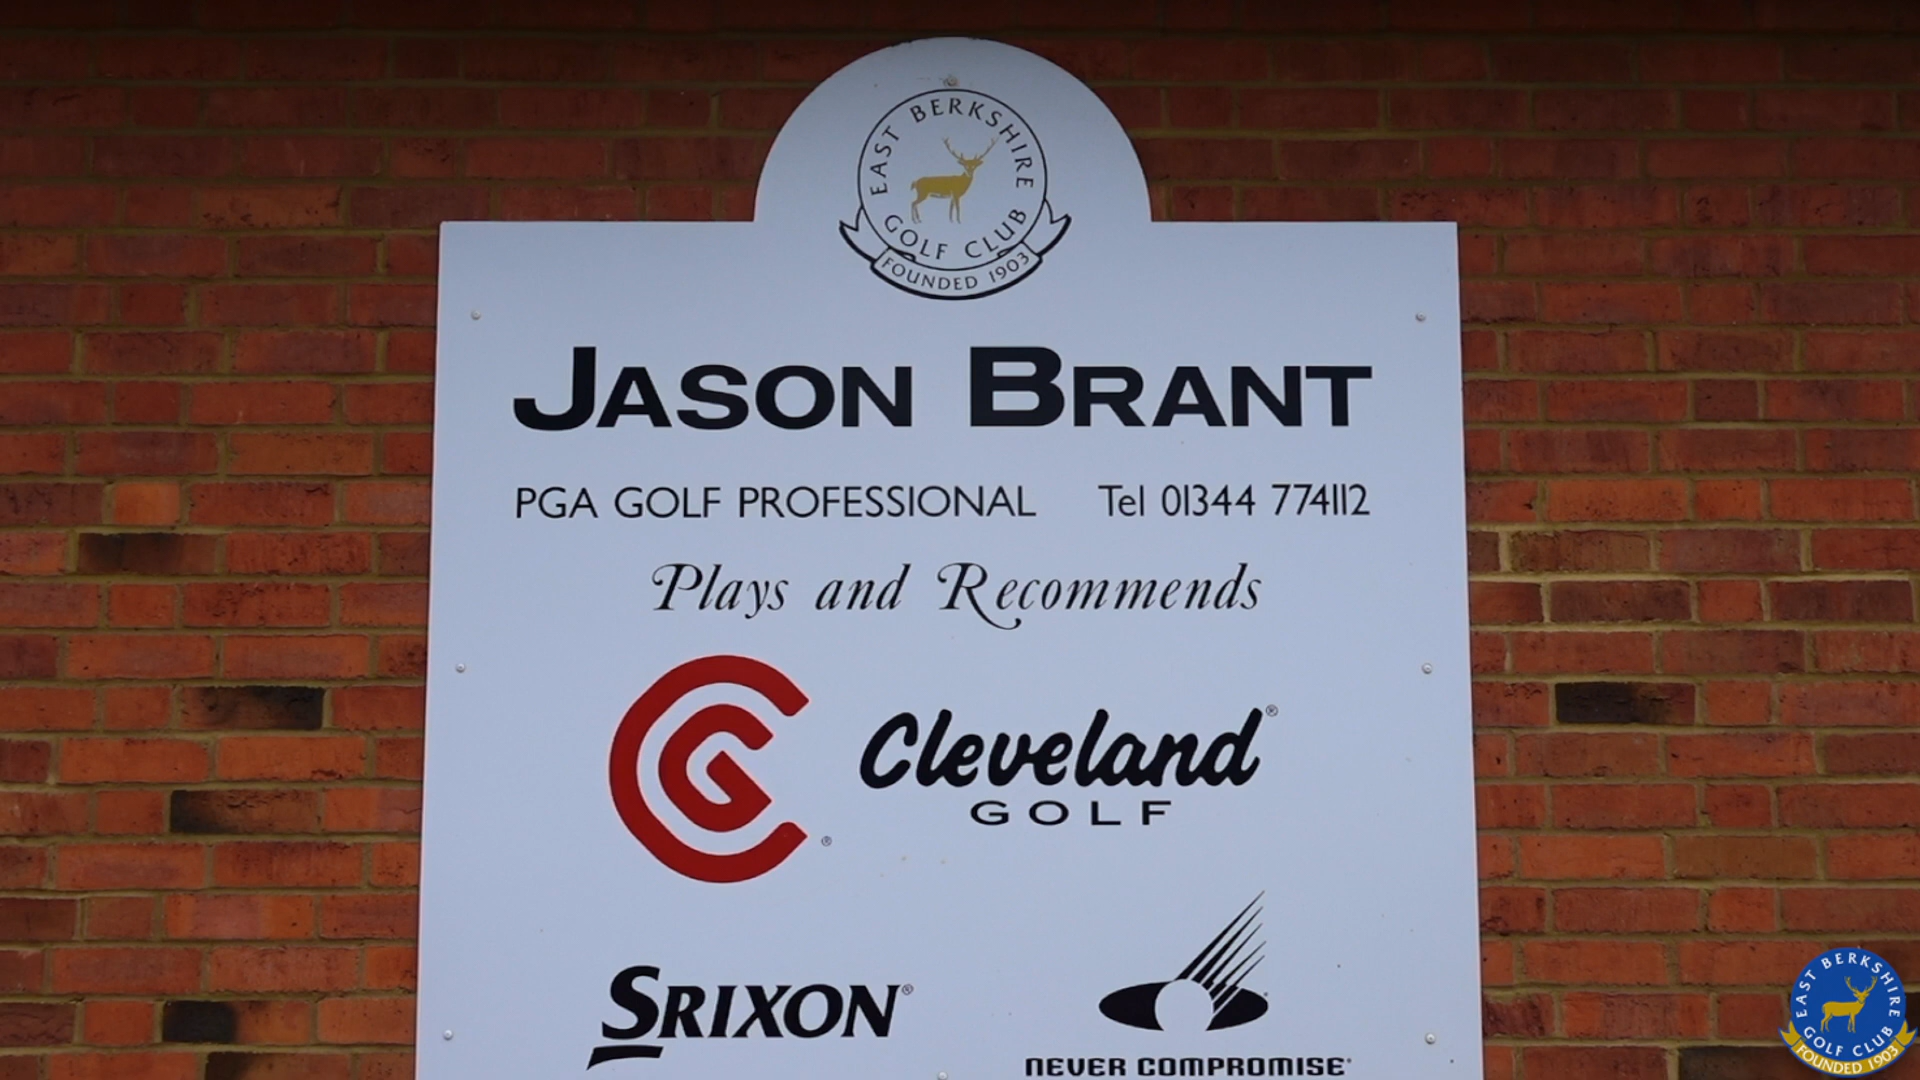 EAST BERKSHIRE
GOLF CLUB
FOUNDED 1903
JASON BRANT
PGA GOLF PROFESSIONAL Tel 01344 774112
Plays and Recommends
CG®
Cleveland®
GOLF
SRIXON®
NEVER COMPROMISE®
EAST BERKSHIRE
GOLF CLUB
FOUNDED 1903